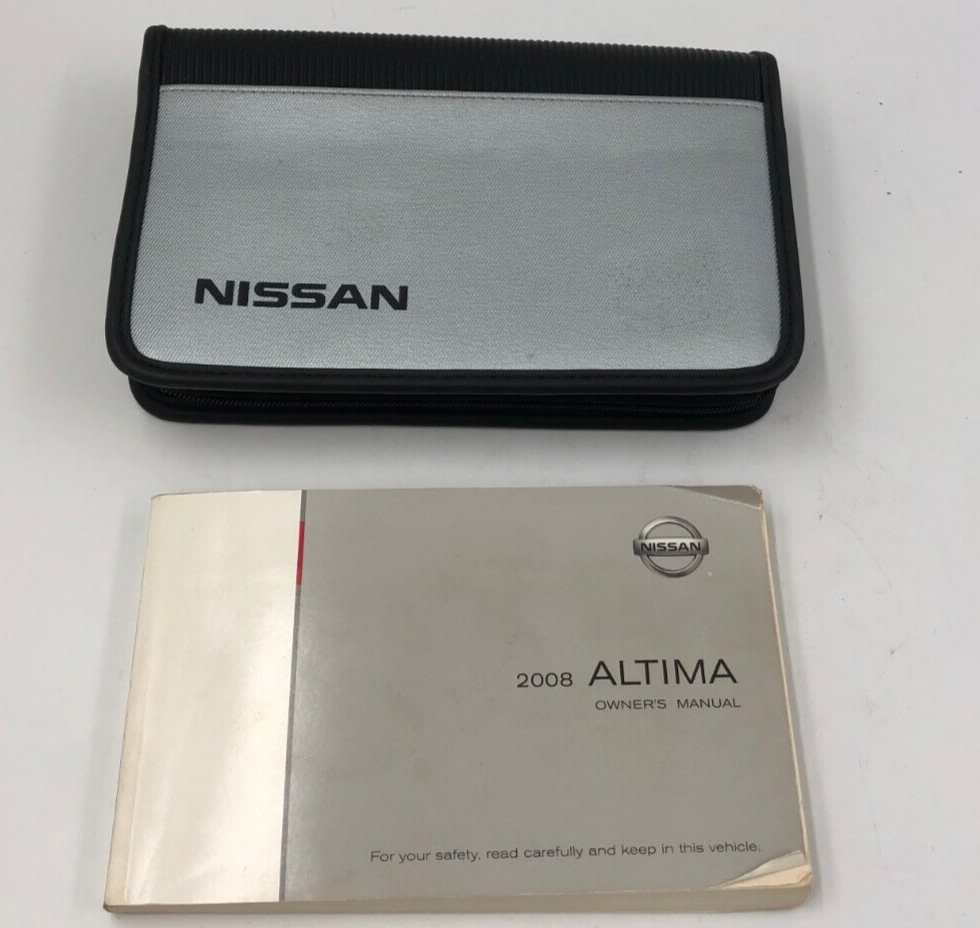 NISSAN
NISSAN
2008 ALTIMA
OWNER'S MANUAL
For your safety, read carefully and keep in this vehicle.